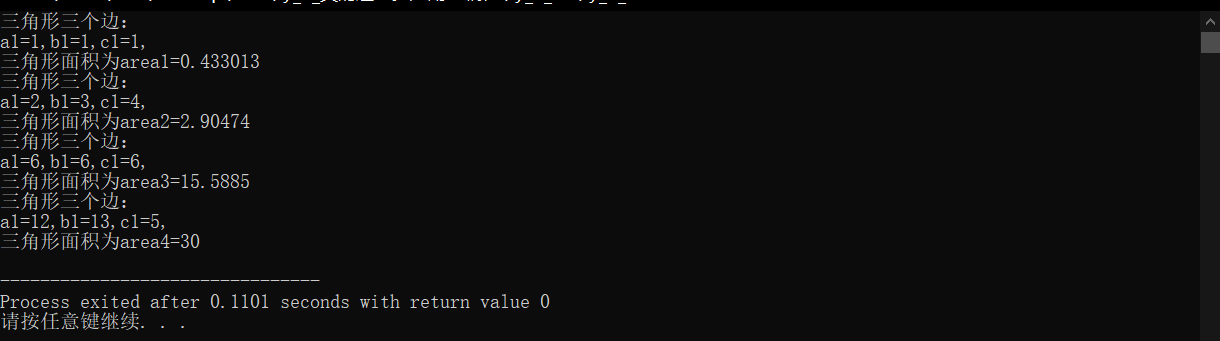 三角形三个边：
a1=1,b1=1,c1=1,
三角形面积为area1=0.433013
三角形三个边：
a1=2,b1=3,c1=4,
三角形面积为area2=2.90474
三角形三个边：
a1=6,b1=6,c1=6,
三角形面积为area3=15.5885
三角形三个边：
a1=12,b1=13,c1=5,
三角形面积为area4=30
--------------------------------
Process exited after 0.1101 seconds with return value 0
请按任意键继续. . .